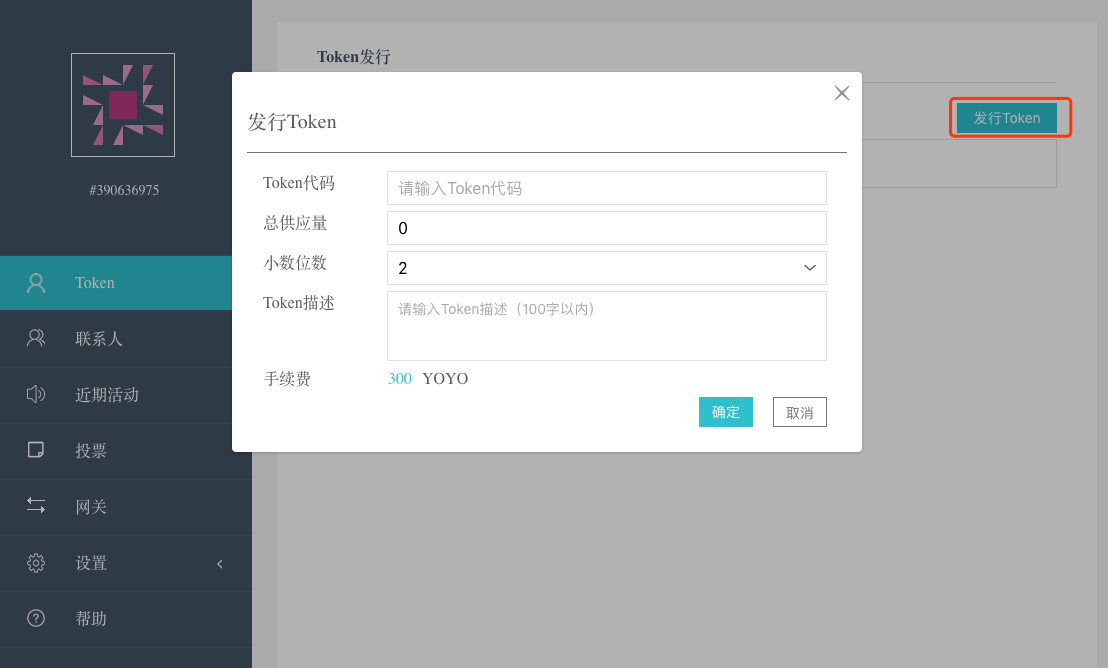 #390636975
Token
联系人
近期活动
投票
网关
设置
帮助
Token发行
发行Token
发行Token
Token代码
请输入Token代码
总供应量
0
小数位数
2
Token描述
请输入Token描述（100字以内）
手续费
300 YOYO
确定
取消